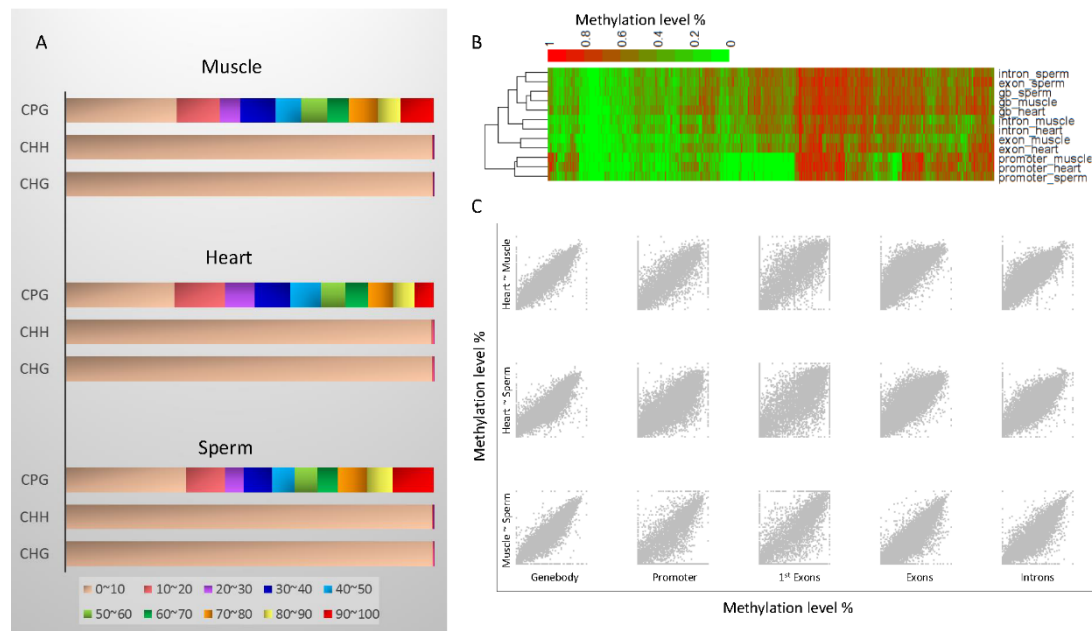 A
Muscle
CPG
CHH
CHG
Heart
CPG
CHH
CHG
Sperm
CPG
CHH
CHG
0~10 10~20 20~30 30~40 40~50
50~60 60~70 70~80 80~90 90~100
B
Methylation level %
1 0.8 0.6 0.4 0.2 0
intron_sperm
exon_sperm
gb_sperm
gb_muscle
gb_heart
intron_muscle
intron_heart
exon_muscle
exon_heart
promoter_muscle
promoter_heart
promoter_sperm
C
Methylation level %
Heart ~ Muscle
Heart ~ Sperm
Muscle ~ Sperm
Genebody Promoter 1st Exons Exons Introns
Methylation level %